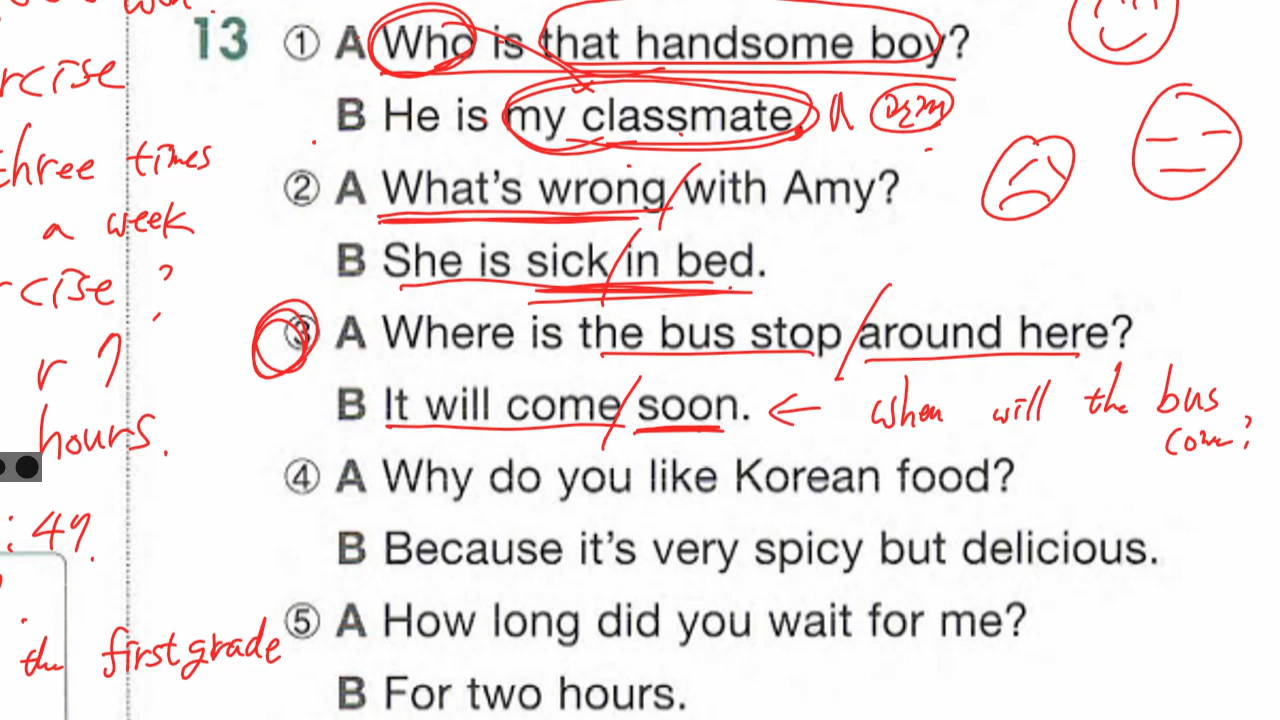 rcise
three times
a week
rcise ?
r ?
hours.
: 49.
the first grade
13 ① A Who is that handsome boy?
B He is my classmate.
② A What's wrong with Amy?
B She is sick in bed.
③ A Where is the bus stop around here?
B It will come soon. ← when will the bus
come?
④ A Why do you like Korean food?
B Because it's very spicy but delicious.
⑤ A How long did you wait for me?
B For two hours.